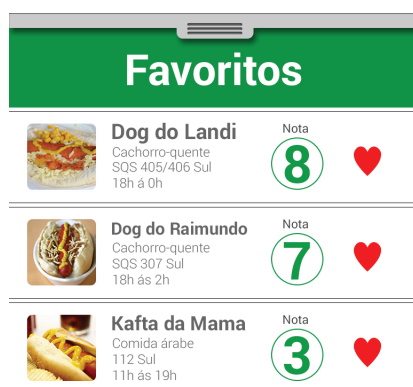 Favoritos
Dog do Landi
Cachorro-quente
SQS 405/406 Sul
18h á 0h
Nota
8
Dog do Raimundo
Cachorro-quente
SQS 307 Sul
18h ás 2h
Nota
7
Kafta da Mama
Comida árabe
112 Sul
11h ás 19h
Nota
3